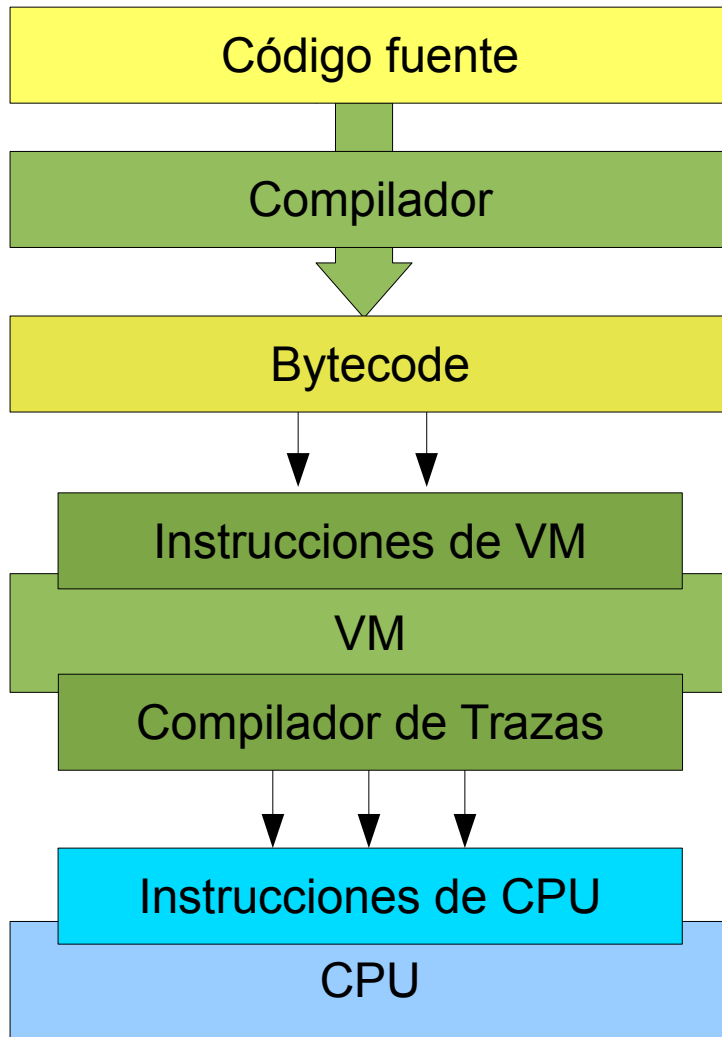 Código fuente
Compilador
Bytecode
Instrucciones de VM
VM
Compilador de Trazas
Instrucciones de CPU
CPU